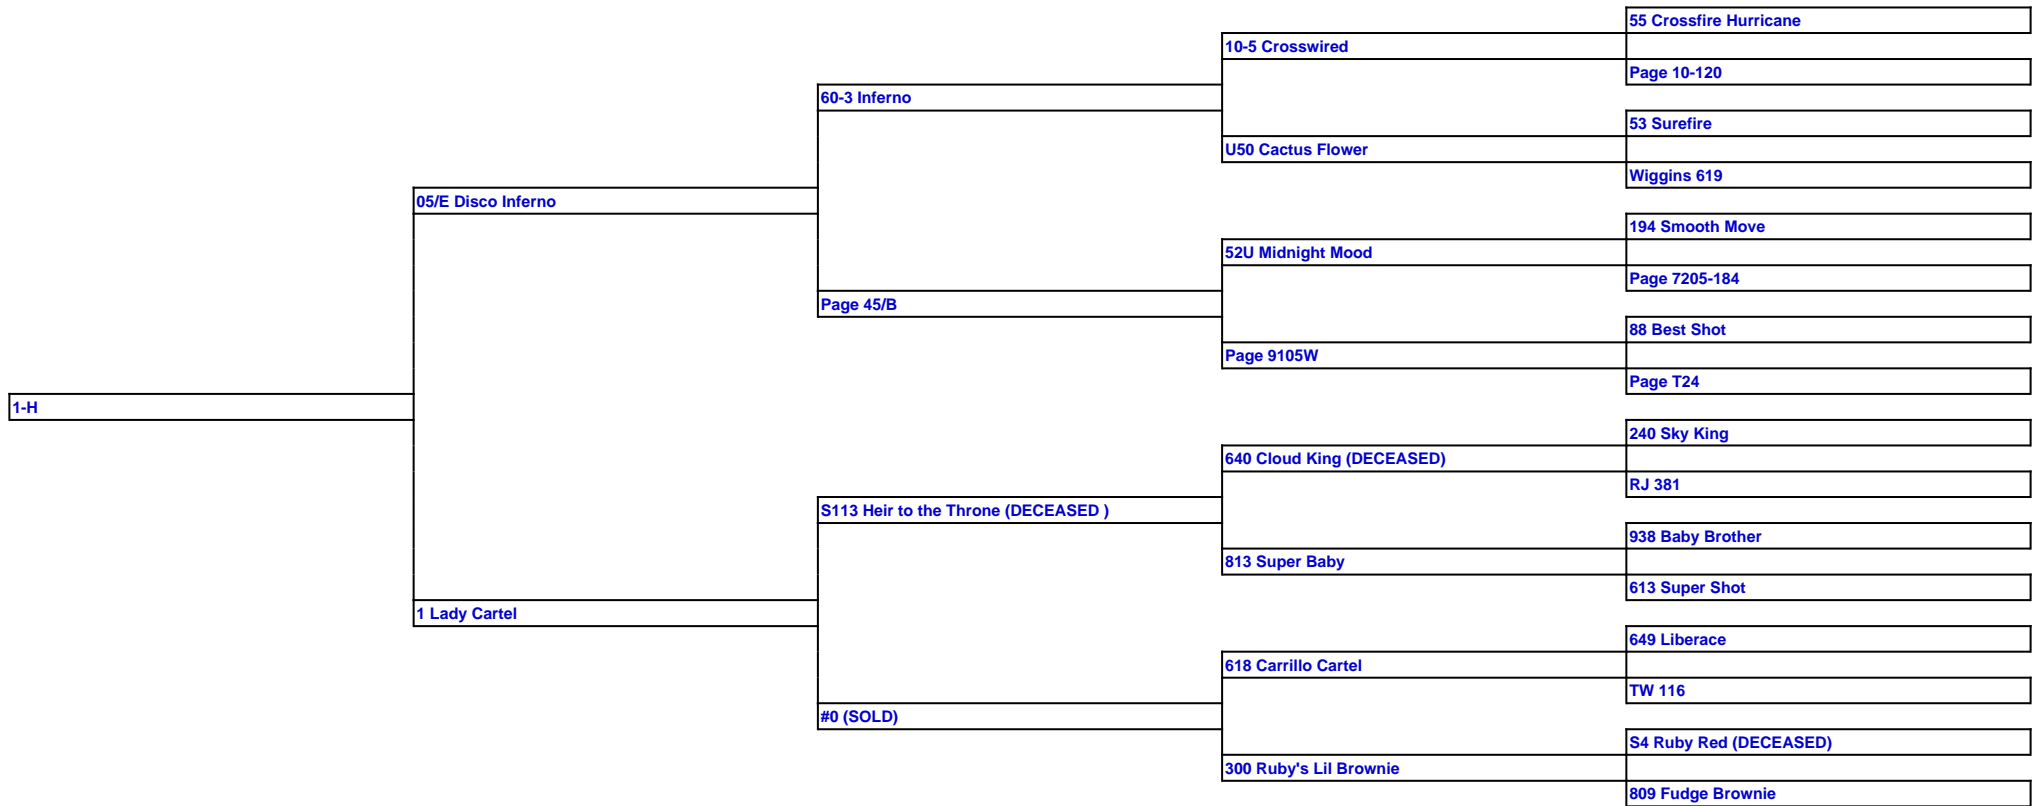 55 Crossfire Hurricane
10-5 Crosswired
Page 10-120
60-3 Inferno
53 Surefire
U50 Cactus Flower
Wiggins 619
05/E Disco Inferno
194 Smooth Move
52U Midnight Mood
Page 7205-184
Page 45/B
88 Best Shot
Page 9105W
Page T24
1-H
240 Sky King
640 Cloud King (DECEASED)
RJ 381
S113 Heir to the Throne (DECEASED )
938 Baby Brother
813 Super Baby
613 Super Shot
1 Lady Cartel
649 Liberace
618 Carrillo Cartel
TW 116
#0 (SOLD)
S4 Ruby Red (DECEASED)
300 Ruby's Lil Brownie
809 Fudge Brownie